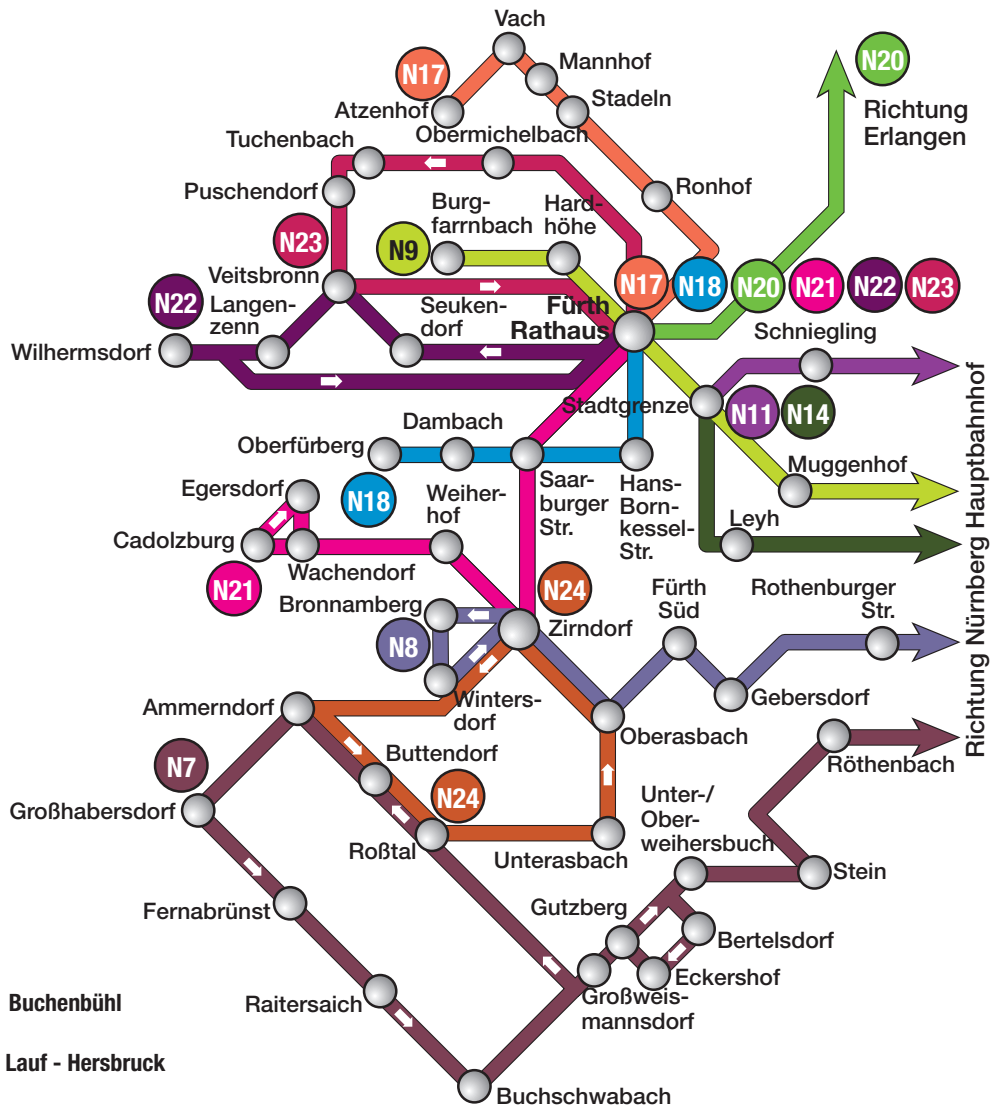 Vach
N17
Mannhof
N20
Atzenhof
Stadeln
Richtung
Erlangen
Tuchenbach
Obermichelbach
Puschendorf
Ronhof
Burg-
farrnbach
Hard-
höhe
N23
N9
Veitsbronn
N22
Langen-
zenn
Seuken-
dorf
N17 N18 N20 N21 N22 N23
Fürth
Rathaus
Schniegling
Wilhermsdorf
Stadtgrenze
N11 N14
Dambach
Oberfürberg
Muggenhof
N18
Saar-
burger
Str.
Hans-
Born-
kessel-
Str.
Egersdorf
Weiher-
hof
Leyh
Cadolzburg
Wachendorf
N21
N24
Richtung Nürnberg Hauptbahnhof
Bronnamberg
Zirndorf
Fürth
Süd
Rothenburger
Str.
N8
Winters-
dorf
Gebersdorf
Ammerndorf
Oberasbach
Buttendorf
Röthenbach
N7
N24
Großhabersdorf
Roßtal
Unterasbach
Unter-/
Ober-
weihersbuch
Stein
Fernabrünst
Gutzberg
Bertelsdorf
Eckershof
Großweis-
mannsdorf
Raitersaich
Buchenbühl
Lauf - Hersbruck
Buchschwabach